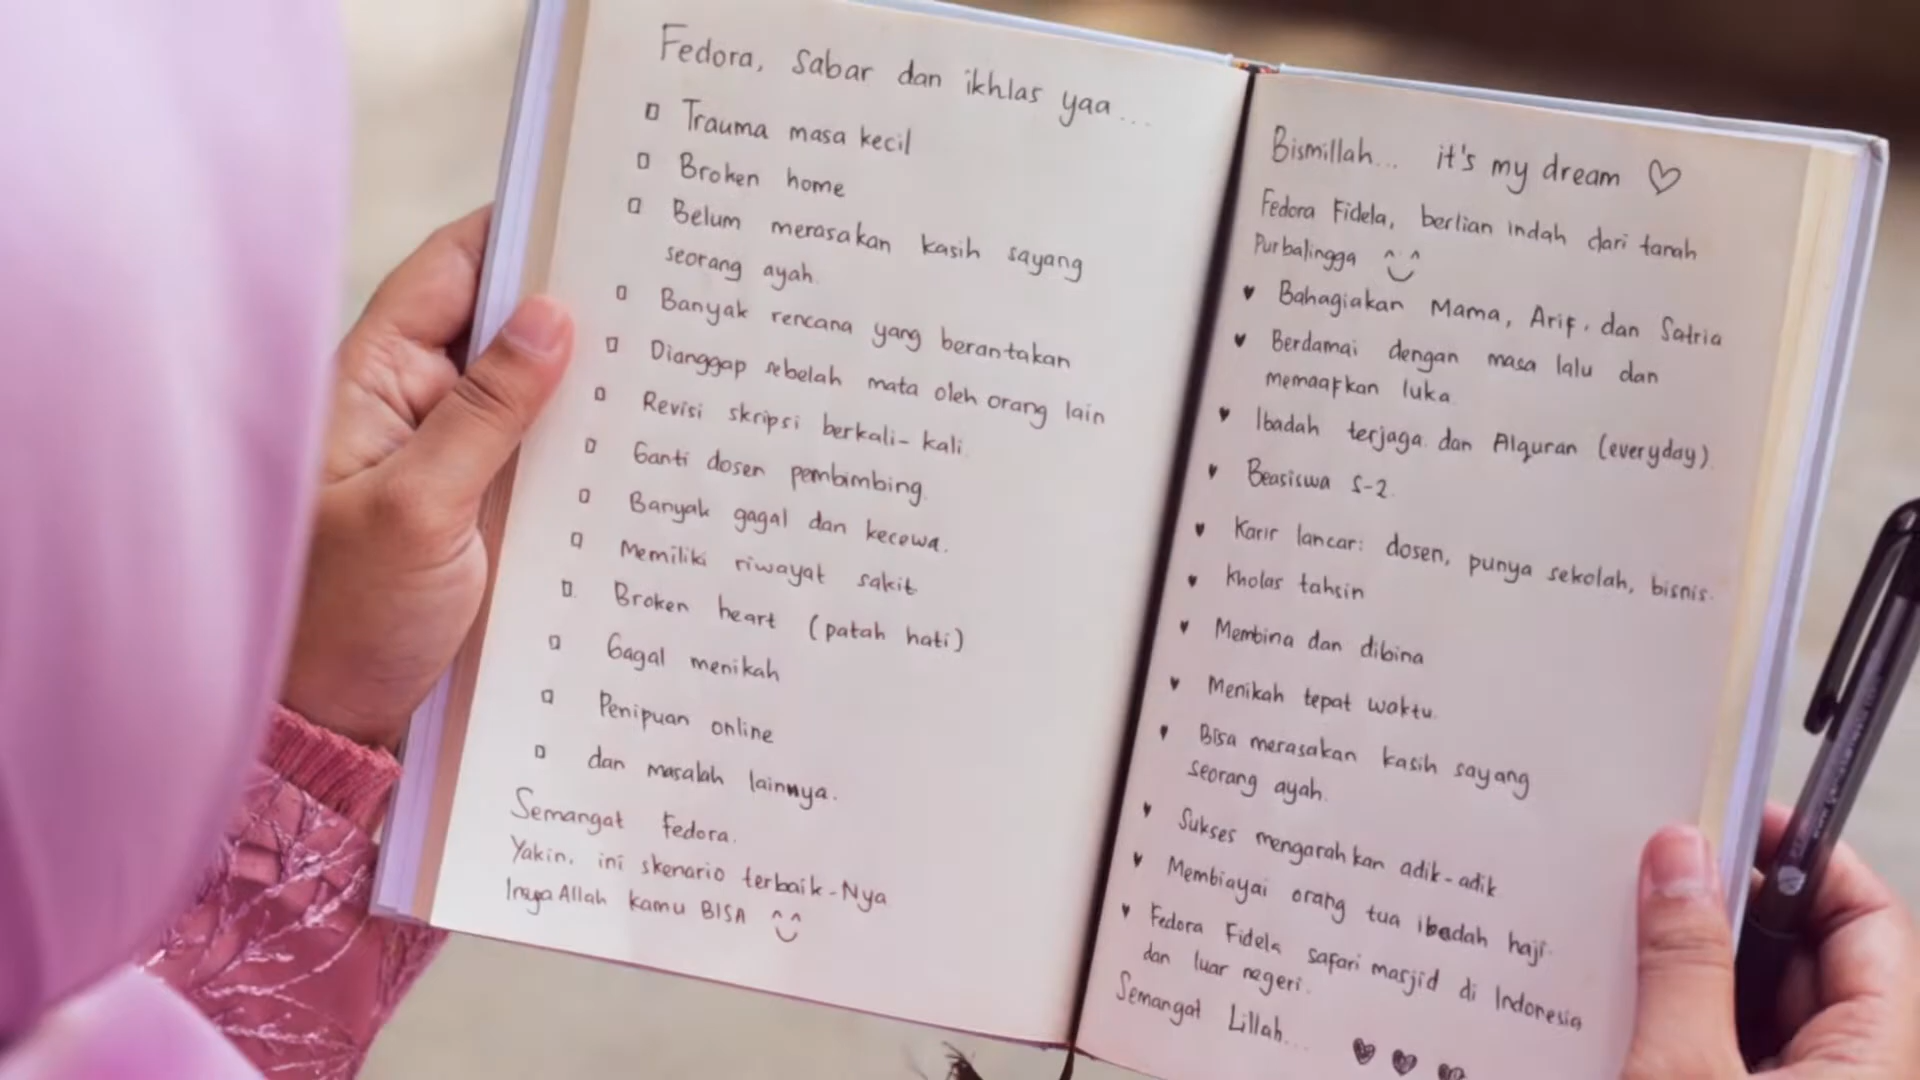 Fedora, sabar dan ikhlas yaa...
Trauma masa kecil
Broken home
Belum merasakan kasih sayang
seorang ayah.
Banyak rencana yang berantakan
Dianggap sebelah mata oleh orang lain
Revisi skripsi berkali-kali.
Ganti dosen pembimbing.
Banyak gagal dan kecewa.
Memiliki riwayat sakit
Broken heart (patah hati)
Gagal menikah
Penipuan online
dan masalah lainnya.
Semangat Fedora.
Yakin, ini skenario terbaik-Nya
InsyaAllah kamu BISA
Bismillah... it's my dream ♡
Fedora Fidela, berlian indah dari tanah
Purbalingga
♥ Bahagiakan Mama, Arif, dan Satria
♥ Berdamai dengan masa lalu dan
memaafkan luka
♥ Ibadah terjaga dan Alquran (everyday).
♥ Beasiswa S-2.
♥ Karir lancar: dosen, punya sekolah, bisnis.
♥ Kholas tahsin
♥ Membina dan dibina
♥ Menikah tepat waktu.
♥ Bisa merasakan kasih sayang
seorang ayah.
♥ Sukses mengarahkan adik-adik
♥ Membiayai orang tua ibadah haji.
♥ Fedora Fidela safari masjid di Indonesia
dan luar negeri.
Semangat Lillah... ♥ ♥ ♥